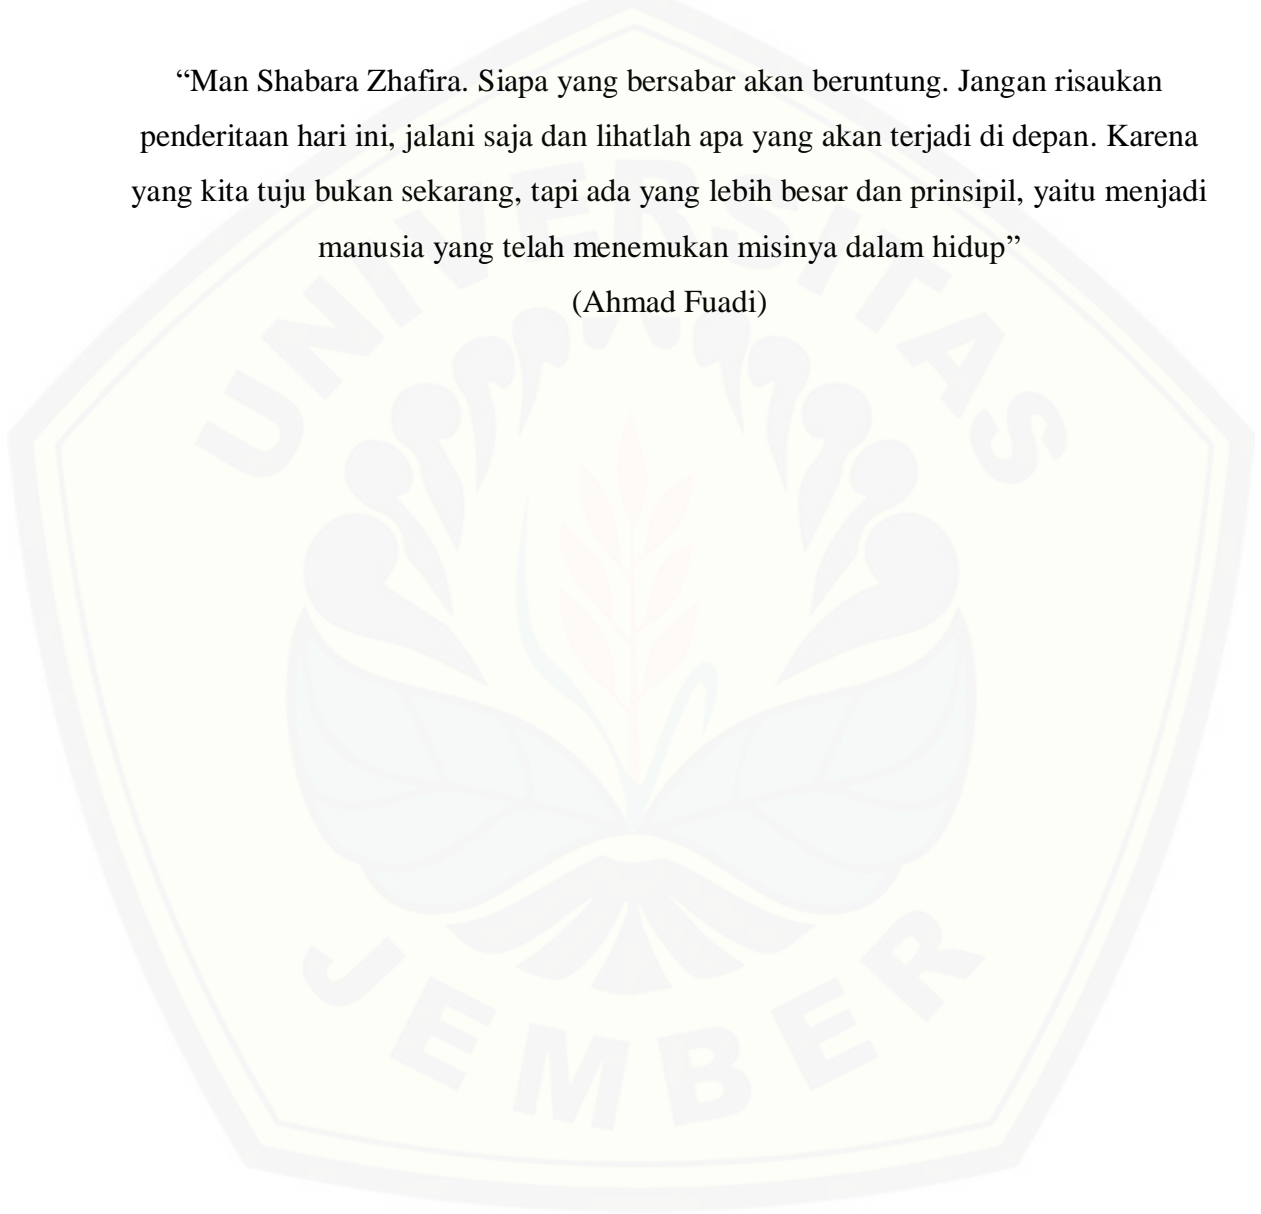 “Man Shabara Zhafira. Siapa yang bersabar akan beruntung. Jangan risaukan
penderitaan hari ini, jalani saja dan lihatlah apa yang akan terjadi di depan. Karena
yang kita tuju bukan sekarang, tapi ada yang lebih besar dan prinsipil, yaitu menjadi
manusia yang telah menemukan misinya dalam hidup”
(Ahmad Fuadi)
UNIVERSITAS
JEMBER